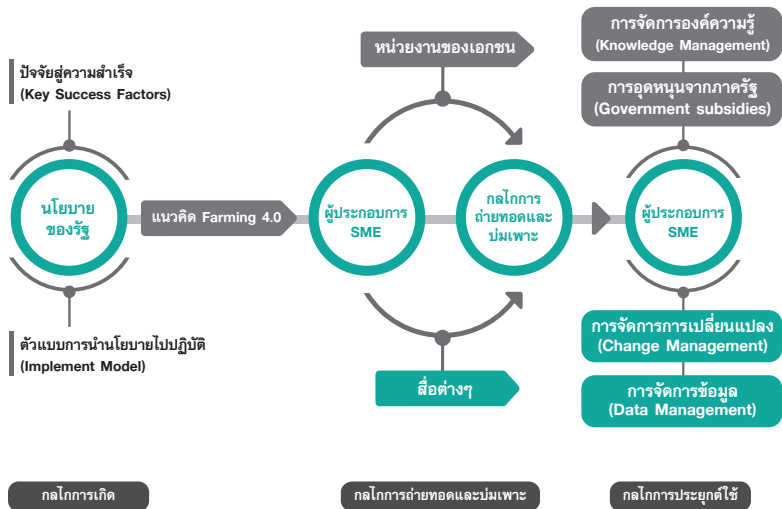 ปัจจัยสู่ความสำเร็จ
(Key Success Factors)
นโยบาย
ของรัฐ
ตัวแบบการนำนโยบายไปปฏิบัติ
(Implement Model)
แนวคิด Farming 4.0
หน่วยงานของเอกชน
ผู้ประกอบการ
SME
กลไกการ
ถ่ายทอดและ
บ่มเพาะ
สื่อต่างๆ
การจัดการองค์ความรู้
(Knowledge Management)
การอุดหนุนจากภาครัฐ
(Government subsidies)
ผู้ประกอบการ
SME
การจัดการการเปลี่ยนแปลง
(Change Management)
การจัดการข้อมูล
(Data Management)
กลไกการเกิด
กลไกการถ่ายทอดและบ่มเพาะ
กลไกการประยุกต์ใช้